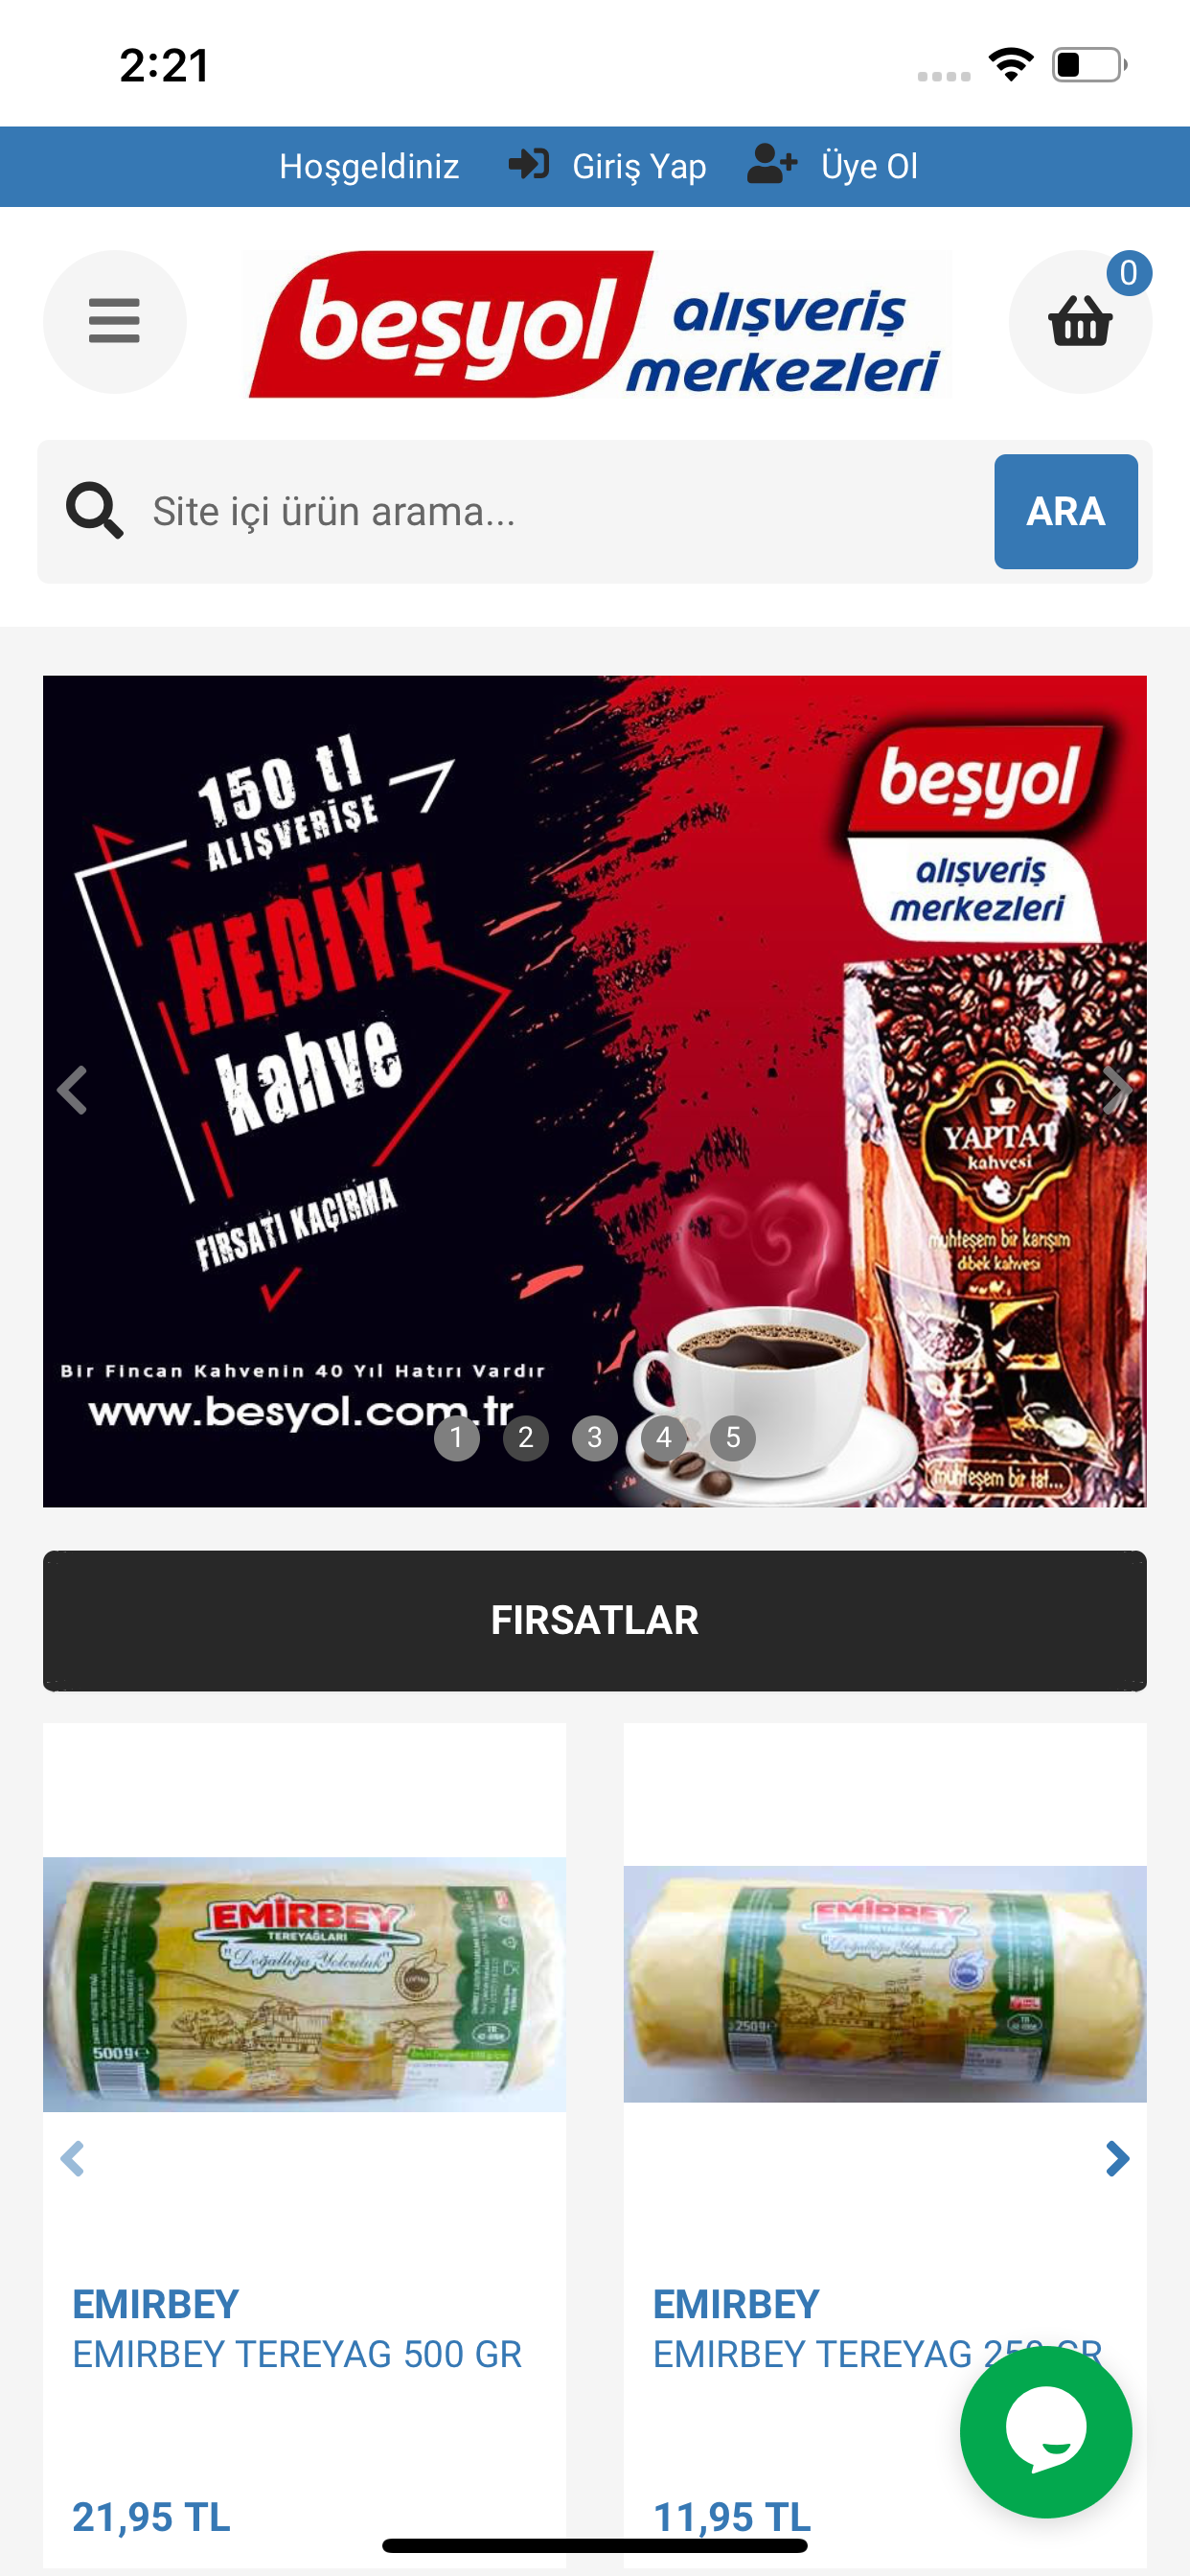 2:21
Hoşgeldiniz Giriş Yap Üye Ol
beşyol alışveriş merkezleri
0
Site içi ürün arama...
ARA
150 tl
ALIŞVERİŞE
HEDİYE
kahve
FIRSATI KAÇIRMA
beşyol
alışveriş
merkezleri
YAPTAT
kahvesi
muhteşem bir karışım
dibek kahvesi
muhteşem bir tat...
Bir Fincan Kahvenin 40 Yıl Hatırı Vardır
www.besyol.com.tr
1 2 3 4 5
FIRSATLAR
EMİRBEY
TEREYAĞLARI
"Doğallığa Yolculuk"
500g
EMİRBEY
TEREYAĞLARI
"Doğallığa Yolculuk"
250g
EMIRBEY
EMIRBEY TEREYAG 500 GR
21,95 TL
EMIRBEY
EMIRBEY TEREYAG 250 GR
11,95 TL